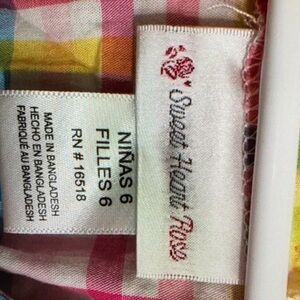 Sweet Heart Rose
NIÑAS 6
FILLES 6
RN # 16518
MADE IN BANGLADESH
HECHO EN BANGLADESH
FABRIQUÉ AU BANGLADESH